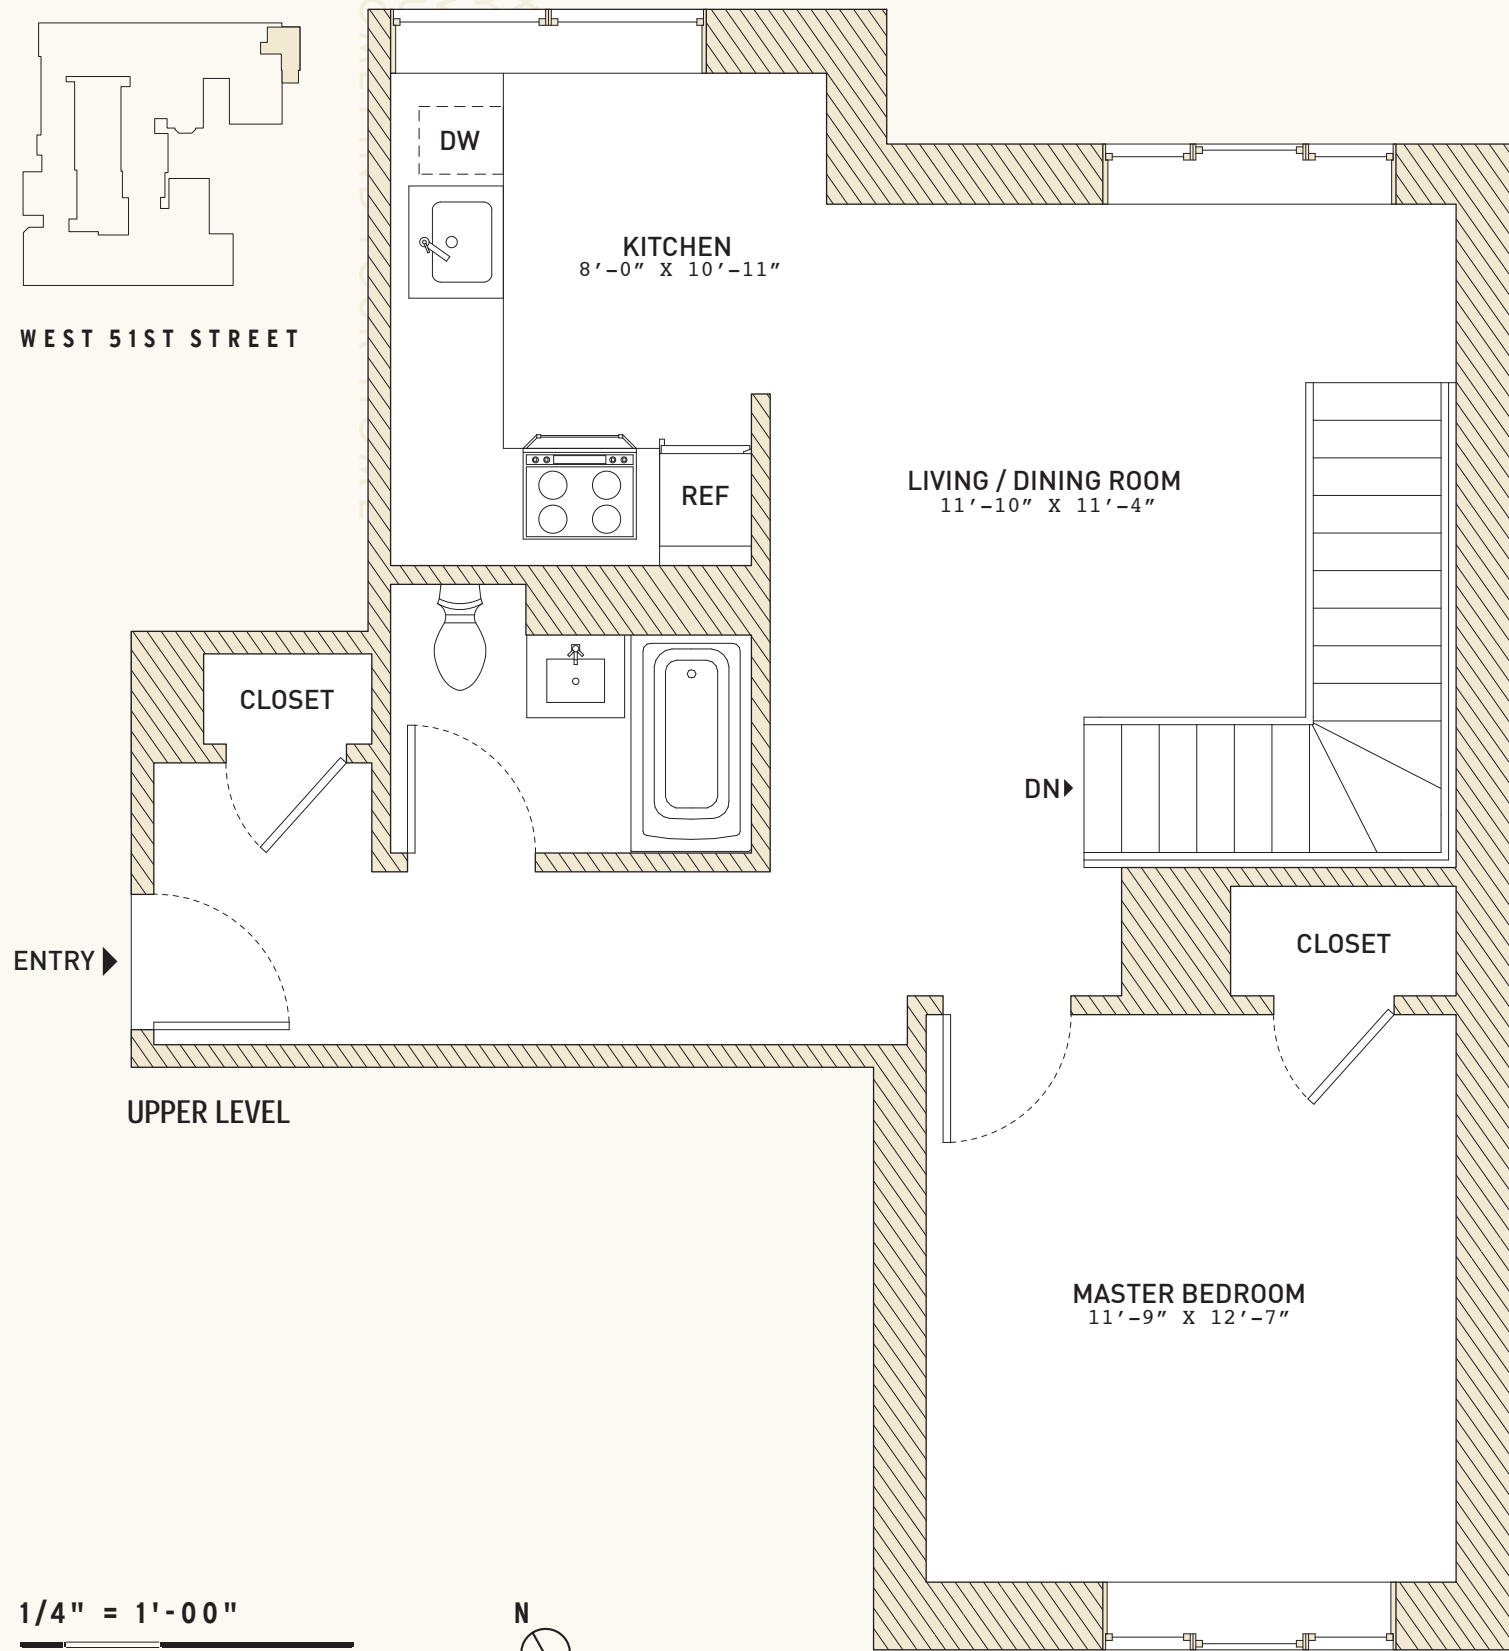 WEST 51ST STREET
DW
KITCHEN
8′-0″ X 10′-11″
REF
LIVING / DINING ROOM
11′-10″ X 11′-4″
CLOSET
DN
ENTRY
CLOSET
UPPER LEVEL
MASTER BEDROOM
11′-9″ X 12′-7″
1/4" = 1'-00"
N